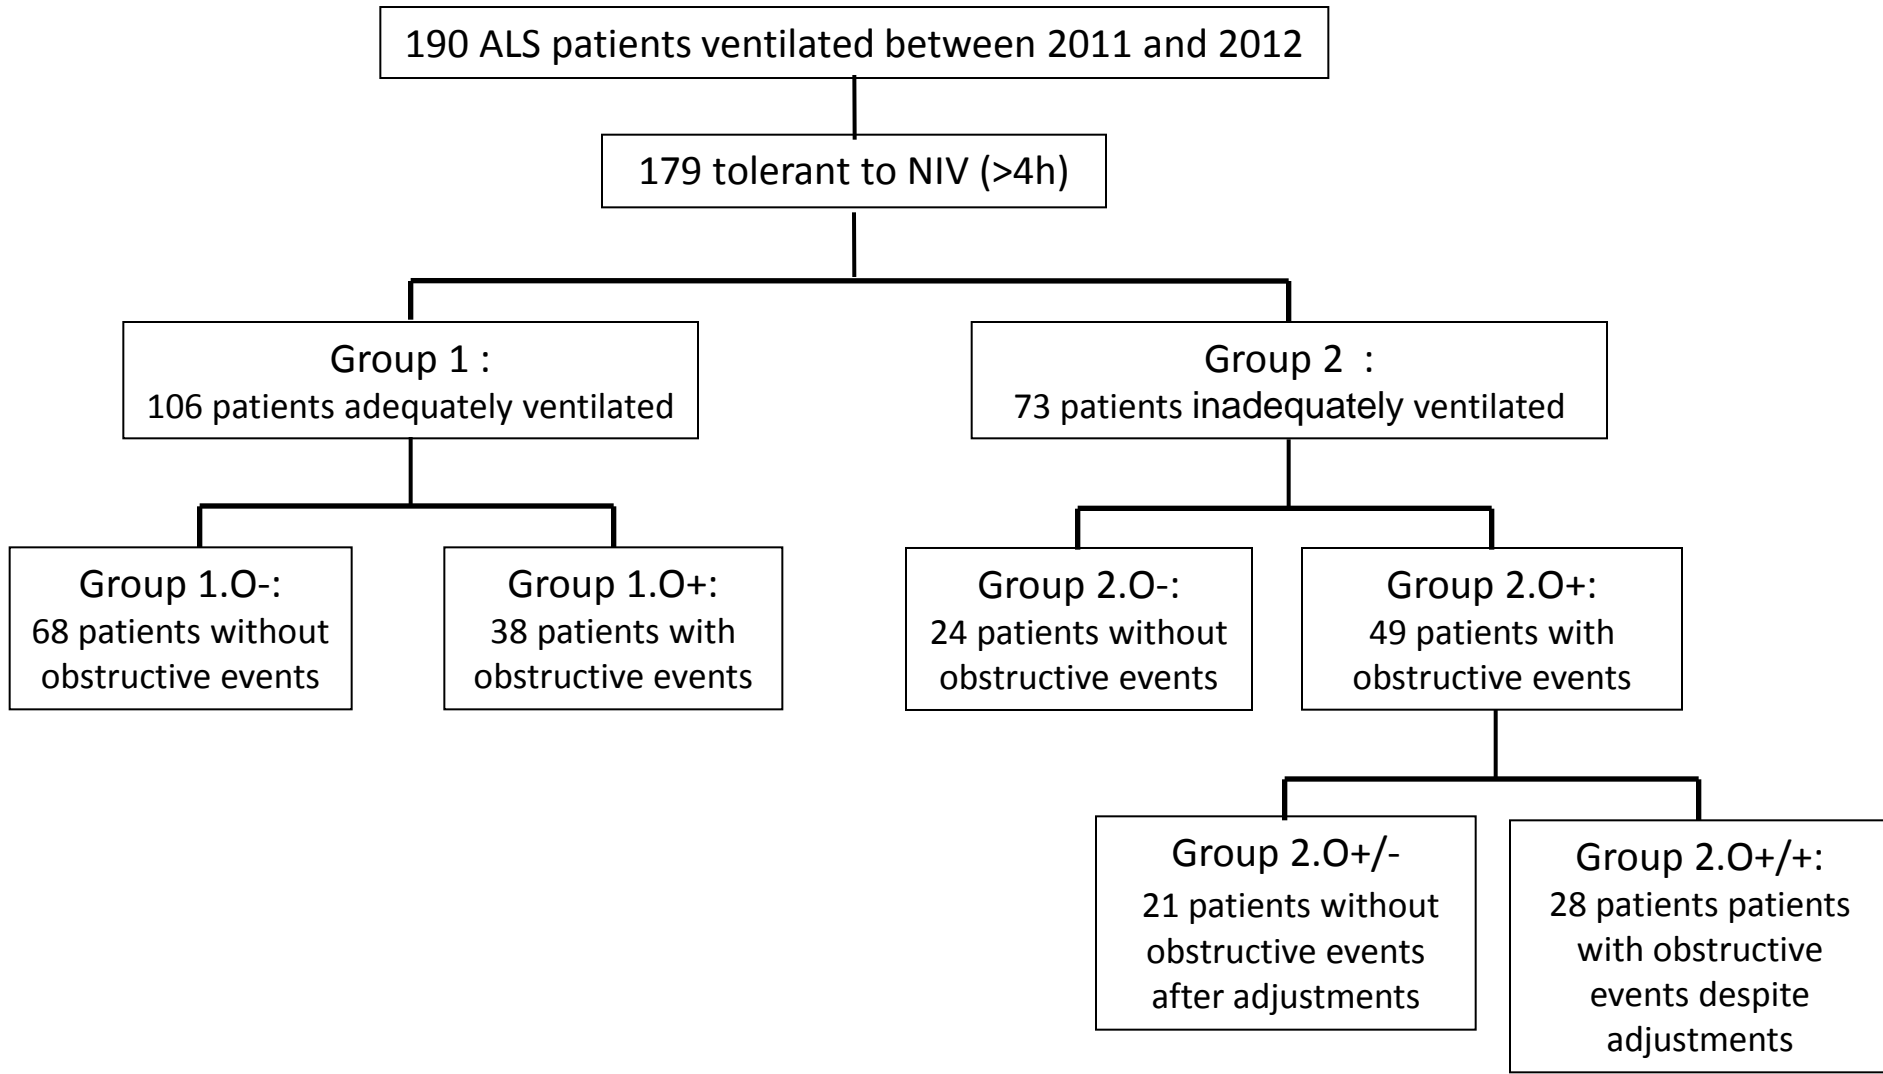 190 ALS patients ventilated between 2011 and 2012
179 tolerant to NIV (>4h)
Group 1 :
106 patients adequately ventilated
Group 2  :
73 patients inadequately ventilated
Group 1.O-:
68 patients without
obstructive events
Group 1.O+:
38 patients with
obstructive events
Group 2.O-:
24 patients without
obstructive events
Group 2.O+:
49 patients with
obstructive events
Group 2.O+/-
21 patients without
obstructive events
after adjustments
Group 2.O+/+:
28 patients patients
with obstructive
events despite
adjustments